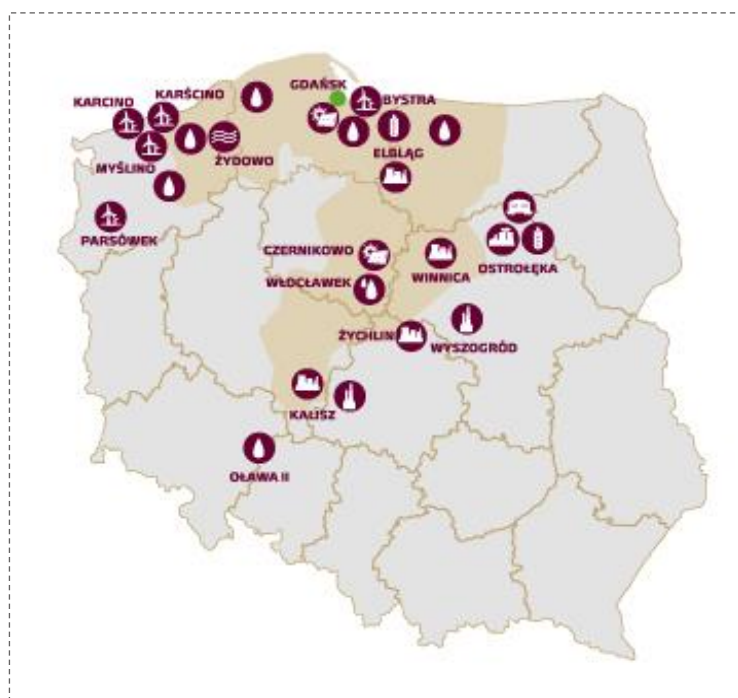 GDAŃSK
KARŚCINO
KARCINO
BYSTRA
ELBLĄG
ŻYDOWO
MYŚLINO
PARSÓWEK
CZERNIKOWO
WINNICA
OSTROŁĘKA
WŁOCŁAWEK
ŻYCHLIN
WYSZOGRÓD
KALISZ
OŁAWA II